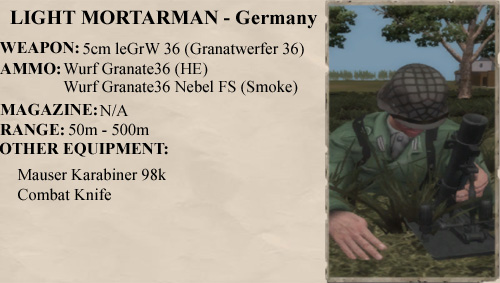 LIGHT MORTARMAN - Germany
WEAPON: 5cm leGrW 36 (Granatwerfer 36)
AMMO: Wurf Granate36 (HE)
Wurf Granate36 Nebel FS (Smoke)
MAGAZINE: N/A
RANGE: 50m - 500m
OTHER EQUIPMENT:
Mauser Karabiner 98k
Combat Knife